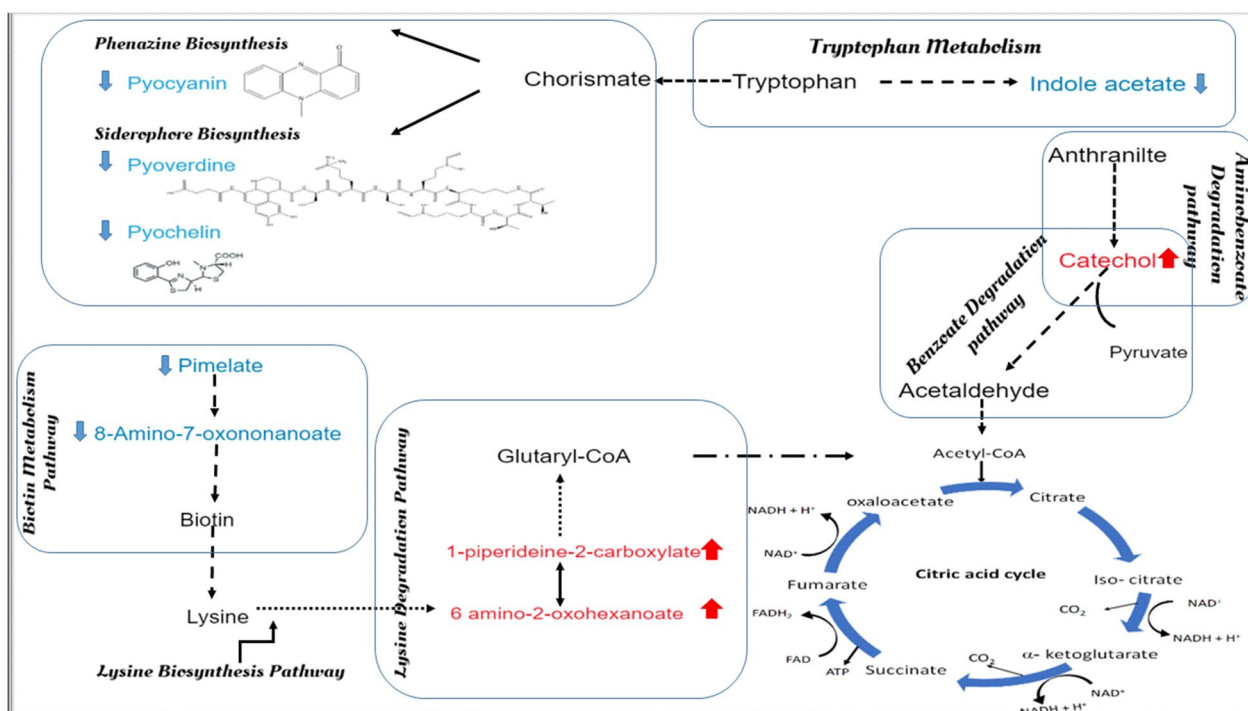 Phenazine Biosynthesis
Pyocyanin
Siderophore Biosynthesis
Pyoverdine
Pyochelin
COOH
OH
N
N
S
S
H
H
O
N
N
Chorismate
Tryptophan Metabolism
Tryptophan
Indole acetate
Anthranilte
Catechol
Pyruvate
Acetaldehyde
Aminobenzoate
Degradation
pathway
Benzoate Degradation
pathway
Biotin Metabolism
Pathway
Pimelate
8-Amino-7-oxononanoate
Biotin
Lysine
Lysine Biosynthesis Pathway
Lysine Degradation Pathway
Glutaryl-CoA
1-piperideine-2-carboxylate
6 amino-2-oxohexanoate
Acetyl-CoA
oxaloacetate
Citrate
NADH + H⁺
NAD⁺
Fumarate
Citric acid cycle
Iso- citrate
CO₂
NAD⁺
NADH + H⁺
FADH₂
FAD
ATP
Succinate
CO₂
α- ketoglutarate
NAD⁺
NADH + H⁺